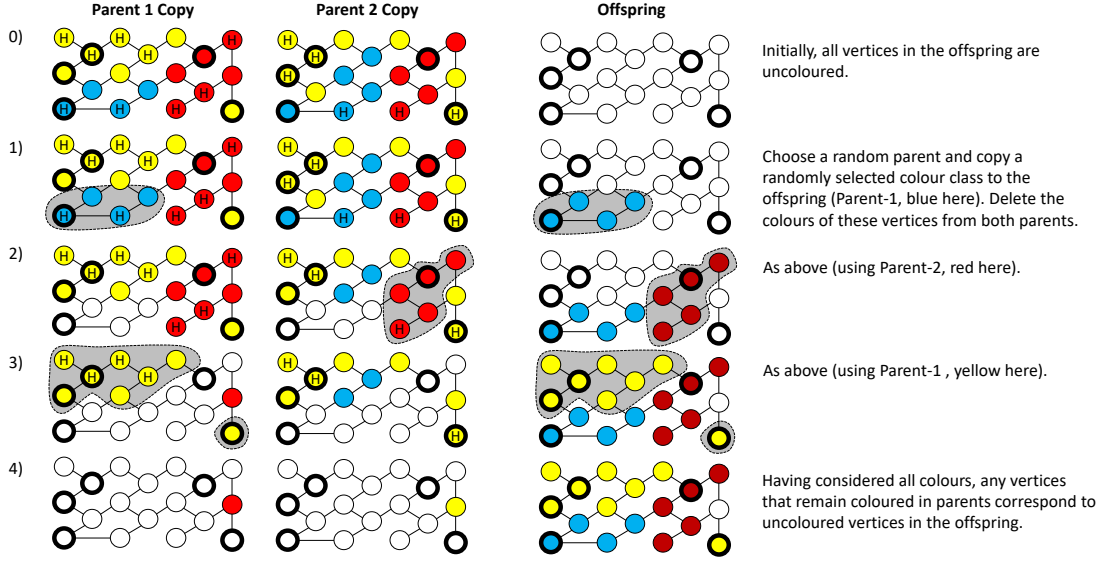 Parent 1 Copy
Parent 2 Copy
Offspring
0)
H H H
H H
H
H H H
H
H
H
H H H
Initially, all vertices in the offspring are
uncoloured.
1)
H H H
H H
H
H H H
H
H
H
H H H
Choose a random parent and copy a
randomly selected colour class to the
offspring (Parent-1, blue here). Delete the
colours of these vertices from both parents.
2)
H H H
H H
H
H
H
H
H
H H
As above (using Parent-2, red here).
3)
H H
H H
H
H
H
H
As above (using Parent-1 , yellow here).
4)
Having considered all colours, any vertices
that remain coloured in parents correspond to
uncoloured vertices in the offspring.